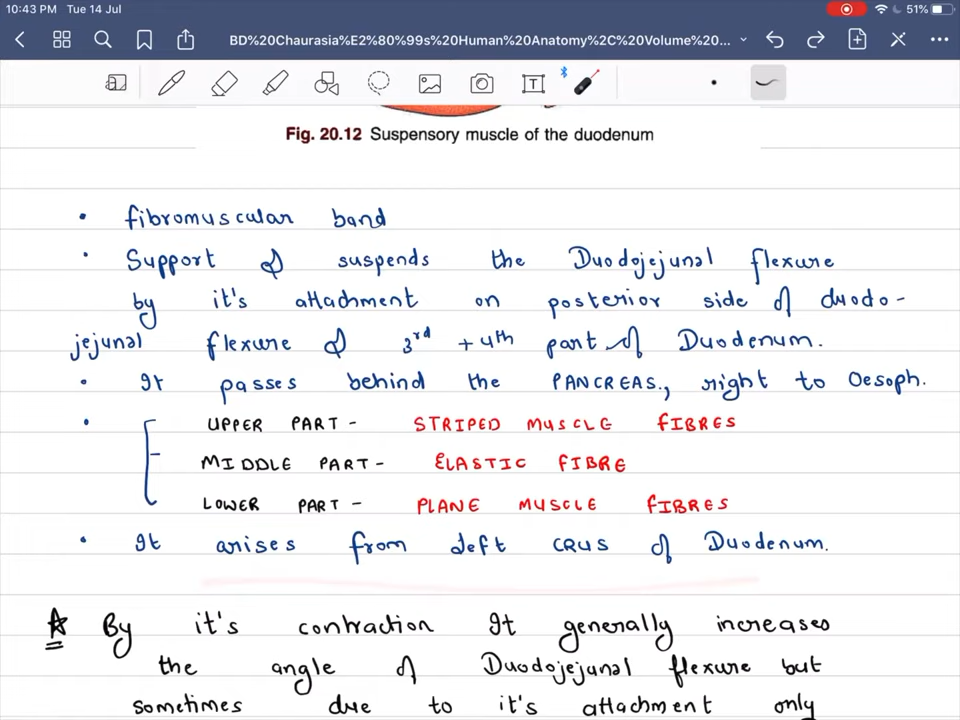 10:43 PM Tue 14 Jul 51%
BD%20Chaurasia%E2%80%99s%20Human%20Anatomy%2C%20Volume%20...
T
Fig. 20.12 Suspensory muscle of the duodenum
• fibromuscular band
• Support & suspends the Duodojejunal flexure
by it's attachment on posterior side of duodo-
jejunal flexure & 3rd + 4th part of Duodenum.
• It passes behind the PANCREAS, right to Oesoph.
• UPPER PART - STRIPED MUSCLE FIBRES
MIDDLE PART - ELASTIC FIBRE
LOWER PART - PLANE MUSCLE FIBRES
• It arises from left CRUS of Duodenum.
By it's contraction It generally increases
the angle of Duodojejunal flexure but
sometimes due to it's attachment only